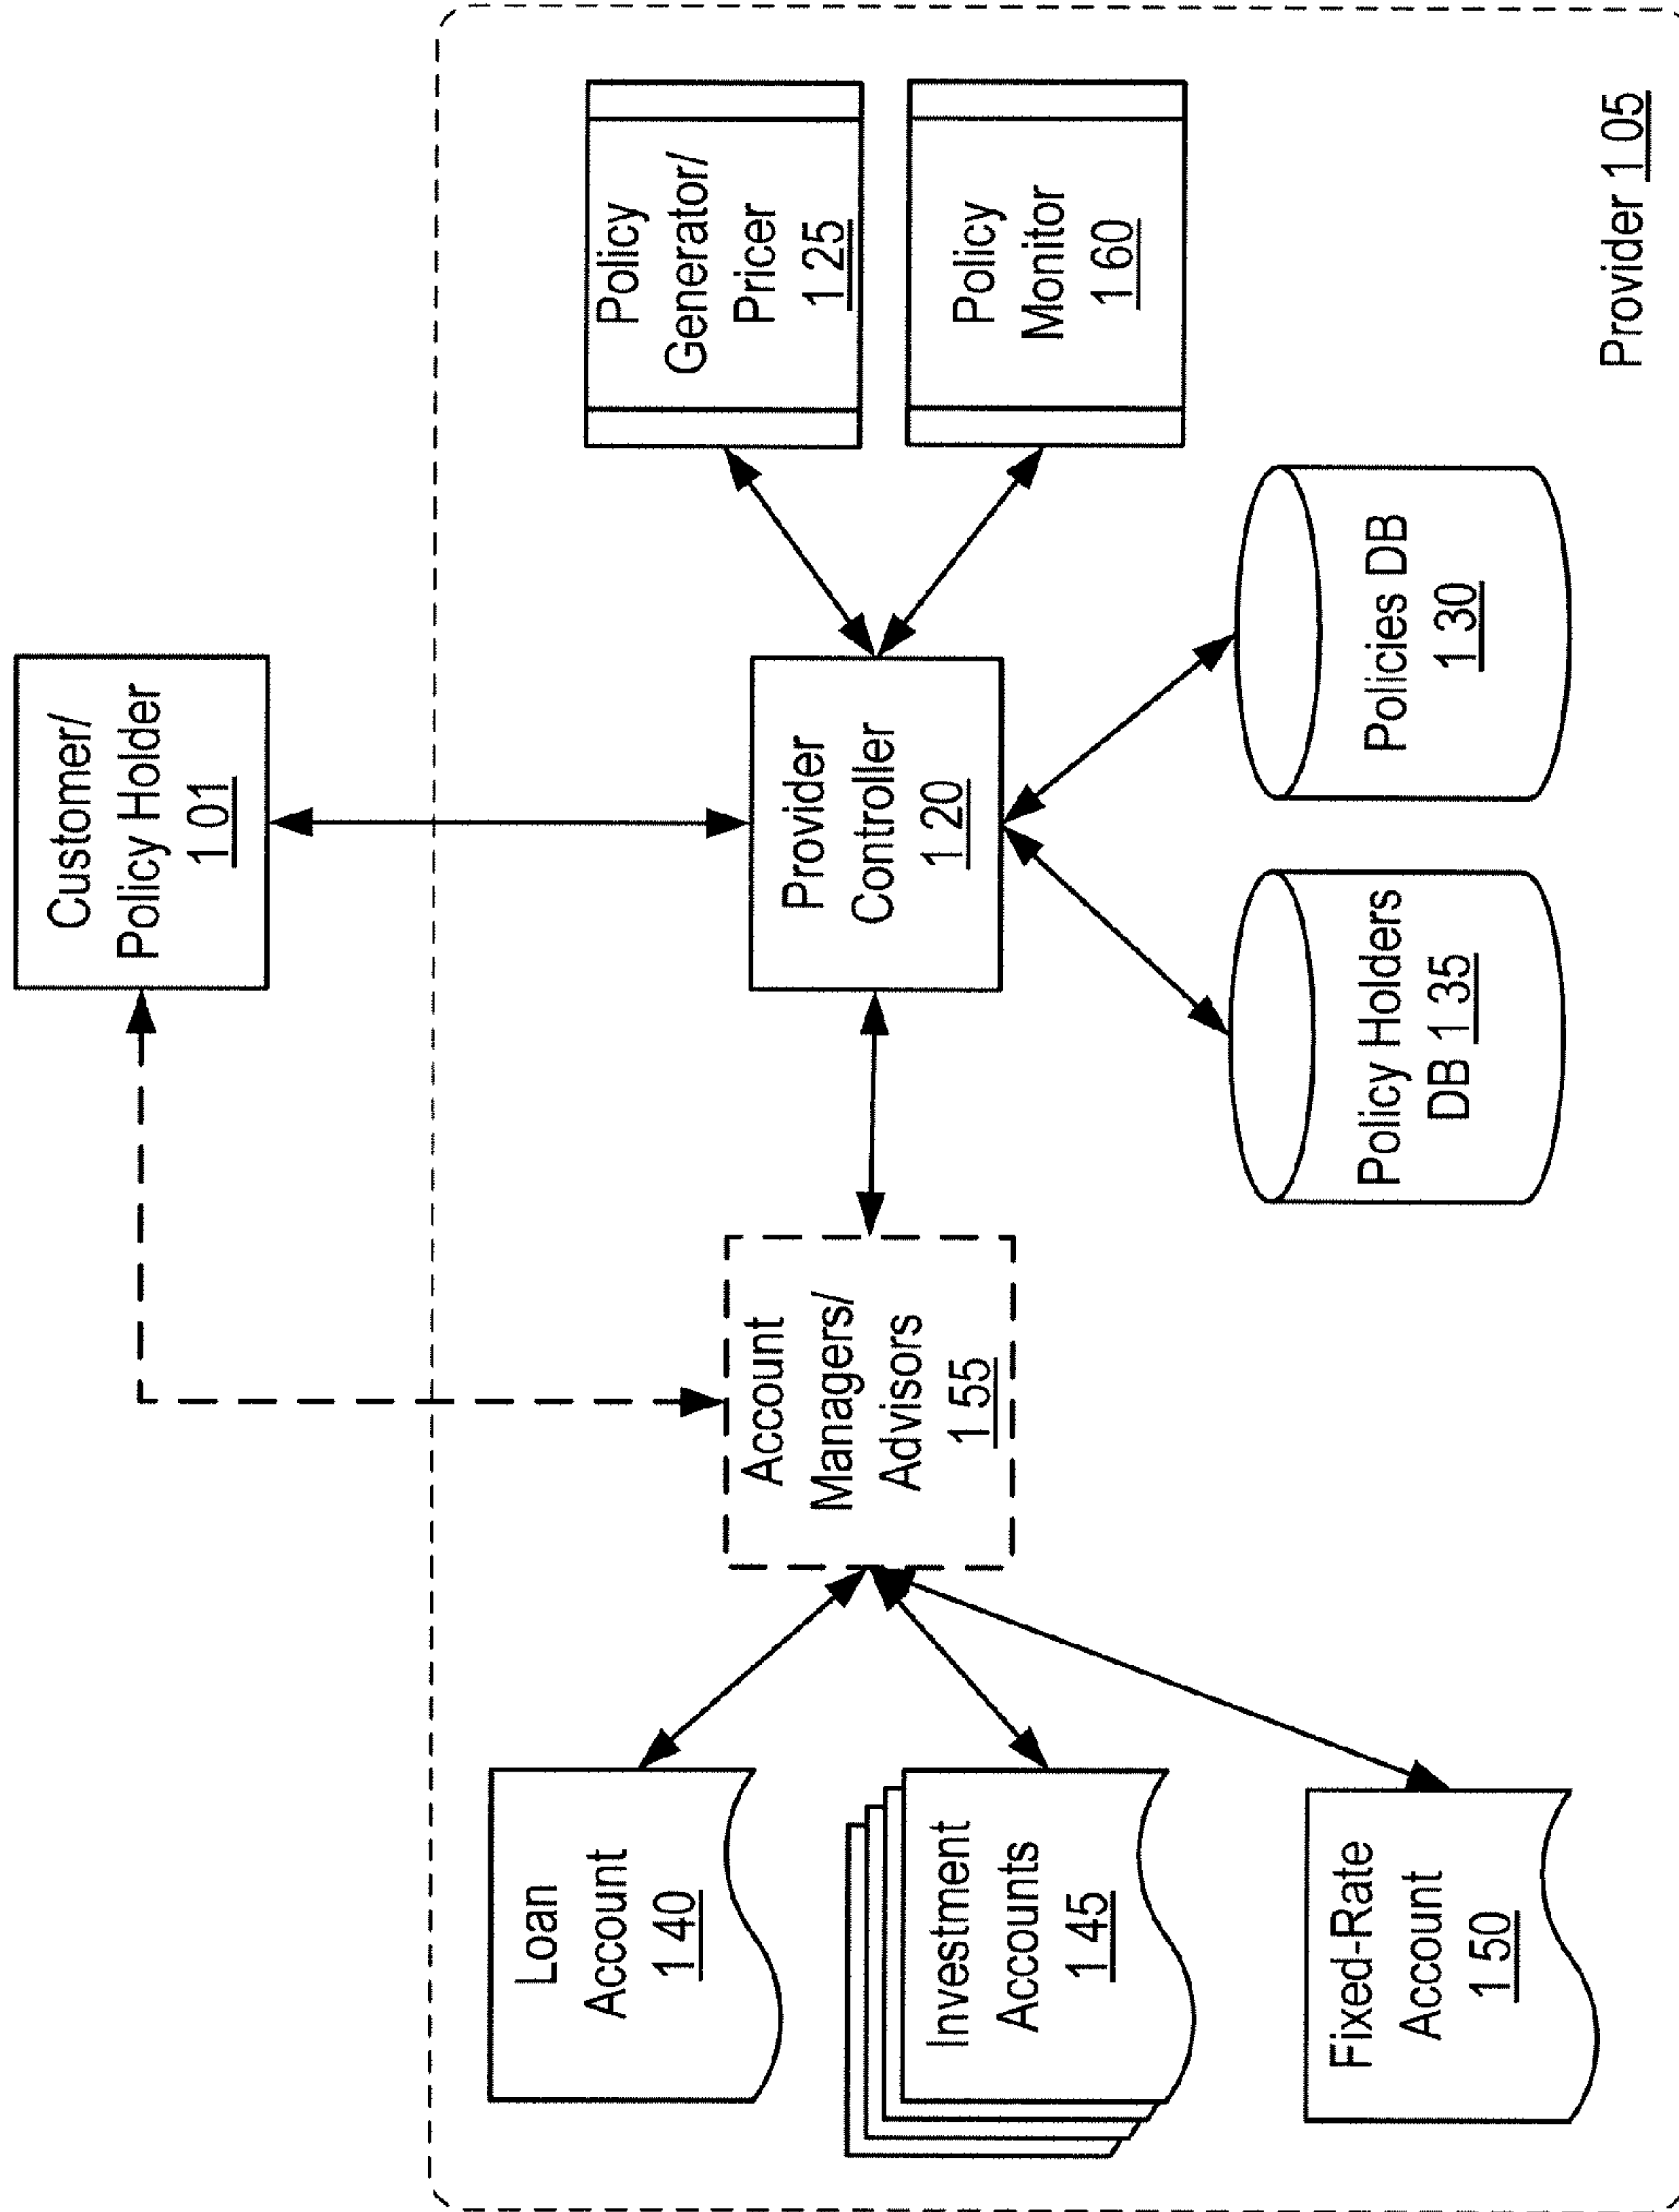 Customer/
Policy Holder
101
Loan
Account
140
Investment
Accounts
145
Fixed-Rate
Account
150
Account
Managers/
Advisors
155
Provider
Controller
120
Policy
Generator/
Pricer
125
Policy
Monitor
160
Policy Holders
DB 135
Policies DB
130
Provider 105